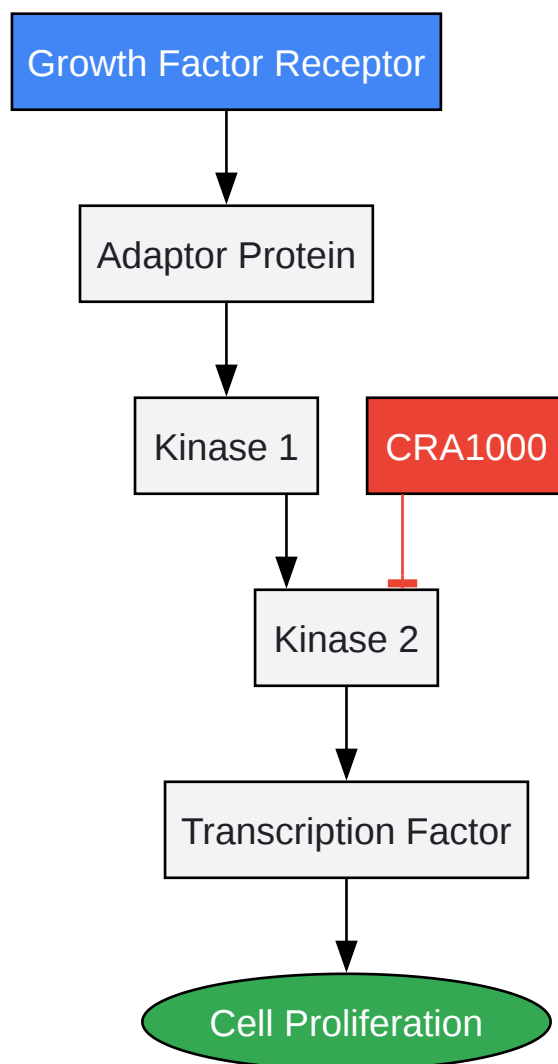 Growth Factor Receptor
Adaptor Protein
Kinase 1
CRA1000
Kinase 2
Transcription Factor
Cell Proliferation